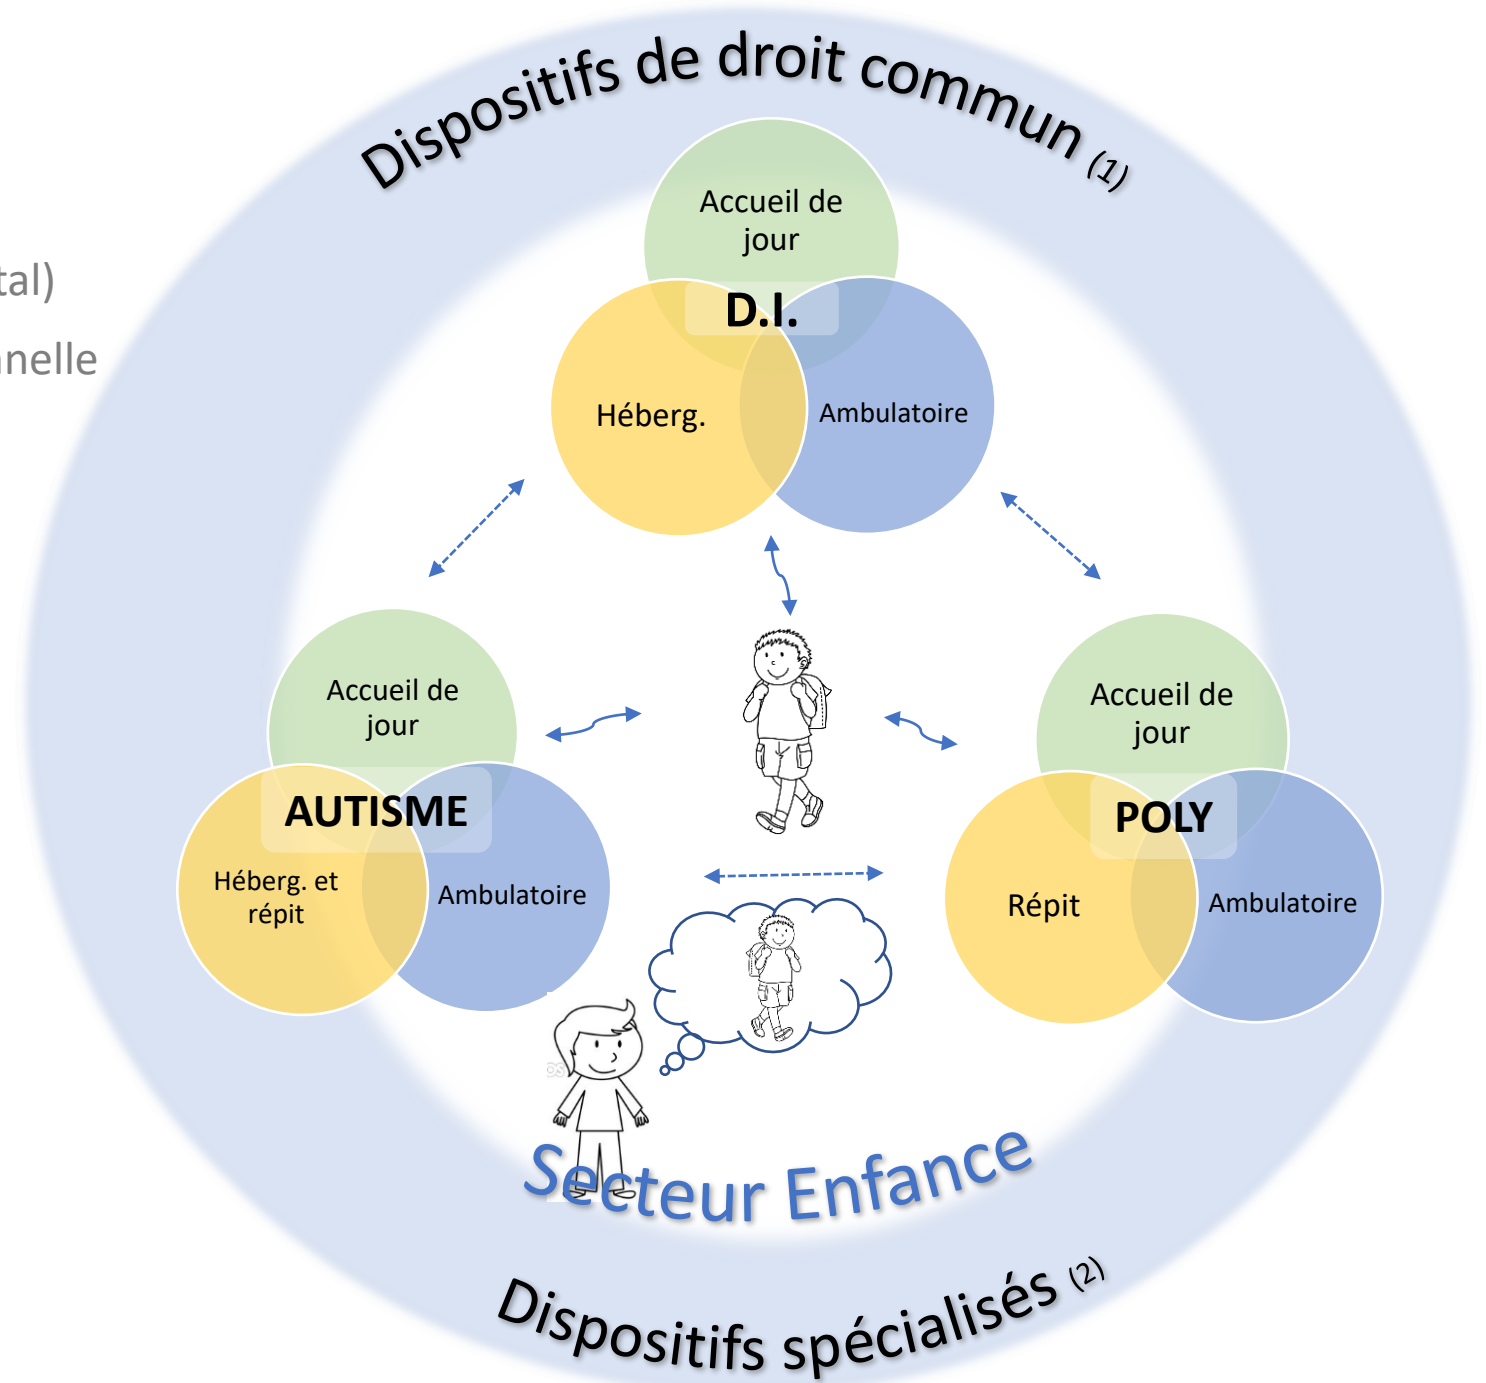 Dispositifs de droit commun (1)
tal)
nnelle
Accueil de
jour
D.I.
Héberg.
Ambulatoire
Accueil de
jour
AUTISME
Héberg. et
répit
Ambulatoire
Accueil de
jour
POLY
Répit
Ambulatoire
Secteur Enfance
Dispositifs spécialisés (2)